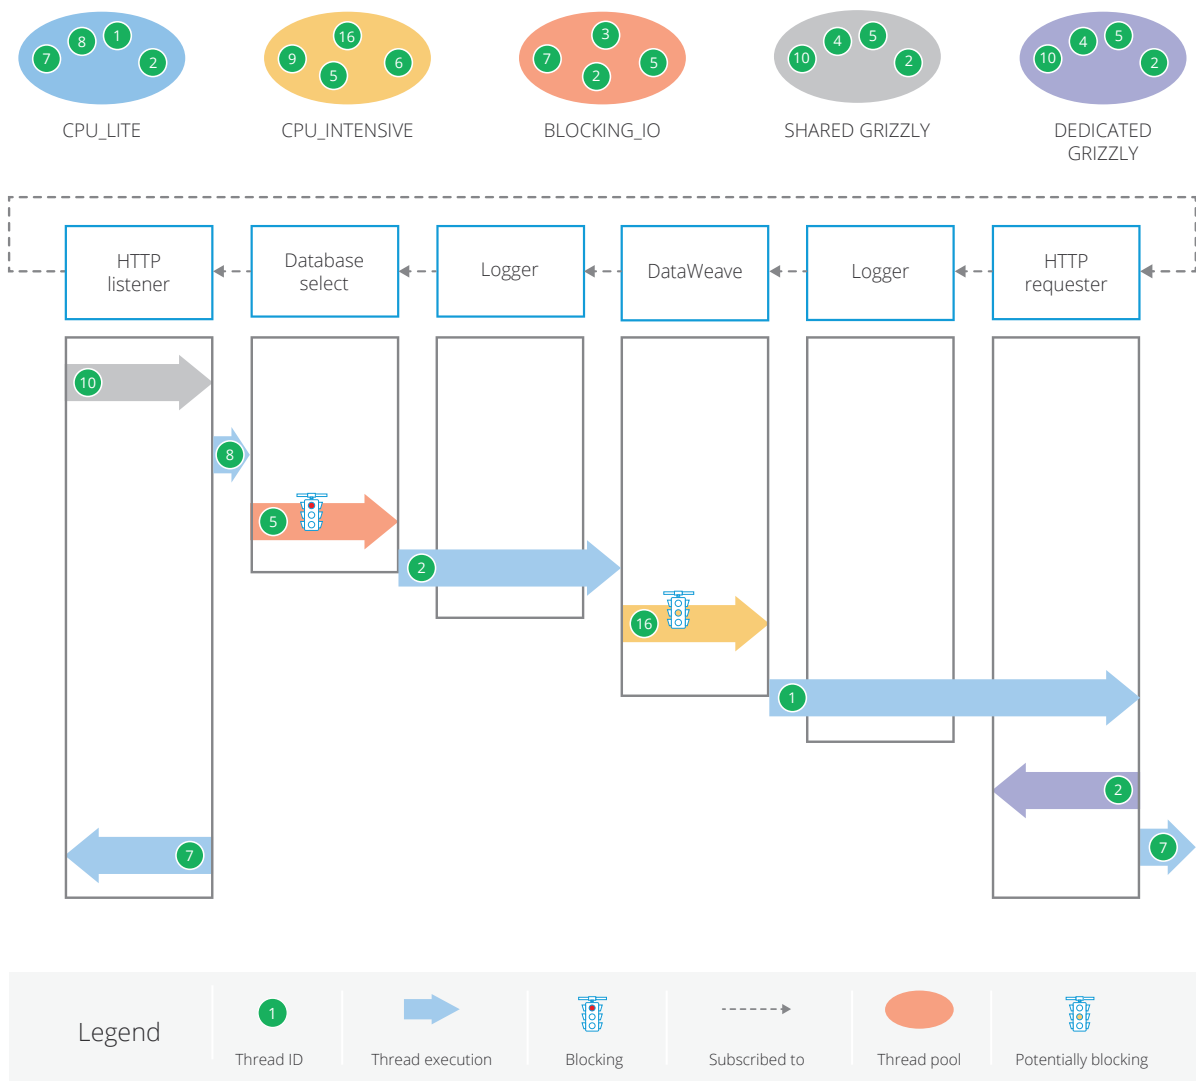 7 8 1 2
9 16 5 6
7 3 2 5
10 4 5 2
10 4 5 2
CPU_LITE
CPU_INTENSIVE
BLOCKING_IO
SHARED GRIZZLY
DEDICATED
GRIZZLY
HTTP
listener
Database
select
Logger
DataWeave
Logger
HTTP
requester
10
8
5
2
16
1
2
7
7
Legend
1
Thread ID
Thread execution
Blocking
Subscribed to
Thread pool
Potentially blocking